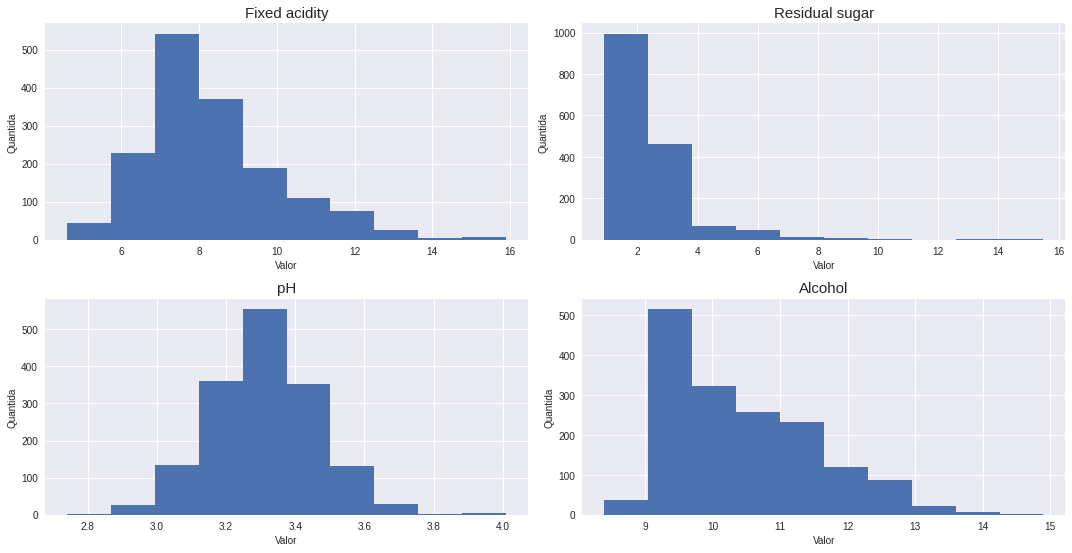 Fixed acidity
Quantida
500
400
300
200
100
0
6 8 10 12 14 16
Valor
Residual sugar
Quantida
1000
800
600
400
200
0
2 4 6 8 10 12 14 16
Valor
pH
Quantida
500
400
300
200
100
0
2.8 3.0 3.2 3.4 3.6 3.8 4.0
Valor
Alcohol
Quantida
500
400
300
200
100
0
9 10 11 12 13 14 15
Valor